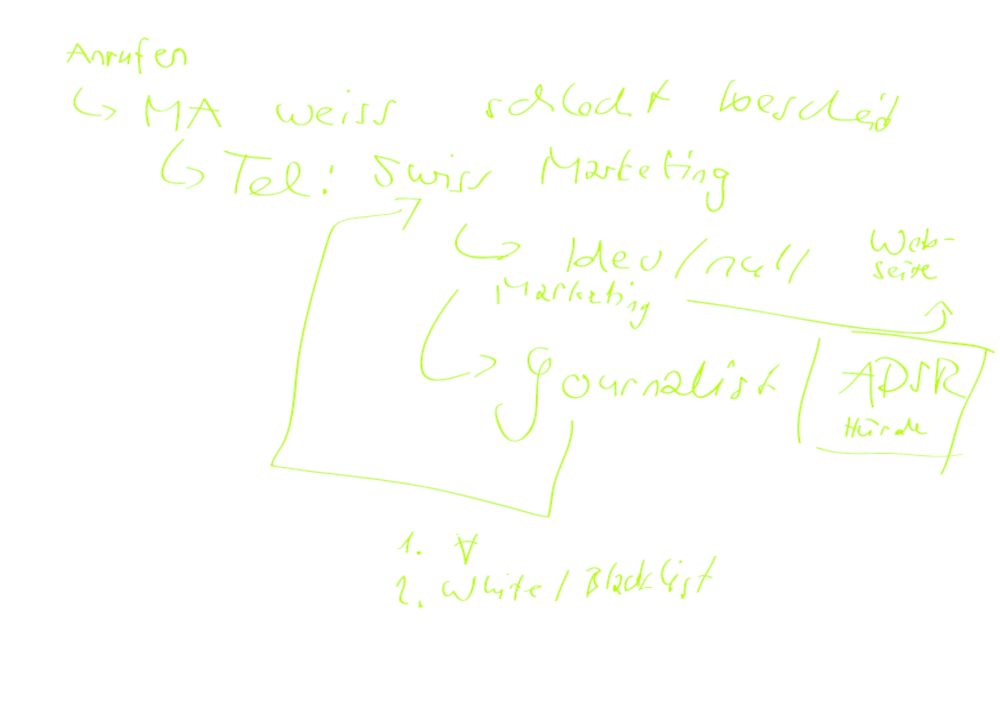 Anrufen
↳ MA weiss schlecht bescheid
↳ Tel: Swiss Marketing
↳ /dev/null
Marketing
Web-
seite
↳ Journalist
ADSR
Hürde
1. ∀
2. White/Blacklist